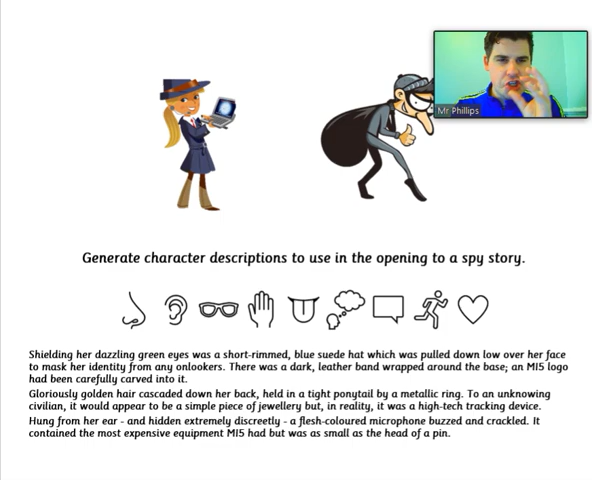 Mr Phillips
Generate character descriptions to use in the opening to a spy story.
Shielding her dazzling green eyes was a short-rimmed, blue suede hat which was pulled down low over her face
to mask her identity from any onlookers. There was a dark, leather band wrapped around the base; an MI5 logo
had been carefully carved into it.
Gloriously golden hair cascaded down her back, held in a tight ponytail by a metallic ring. To an unknowing
civilian, it would appear to be a simple piece of jewellery but, in reality, it was a high-tech tracking device.
Hung from her ear - and hidden extremely discreetly - a flesh-coloured microphone buzzed and crackled. It
contained the most expensive equipment MI5 had but was as small as the head of a pin.